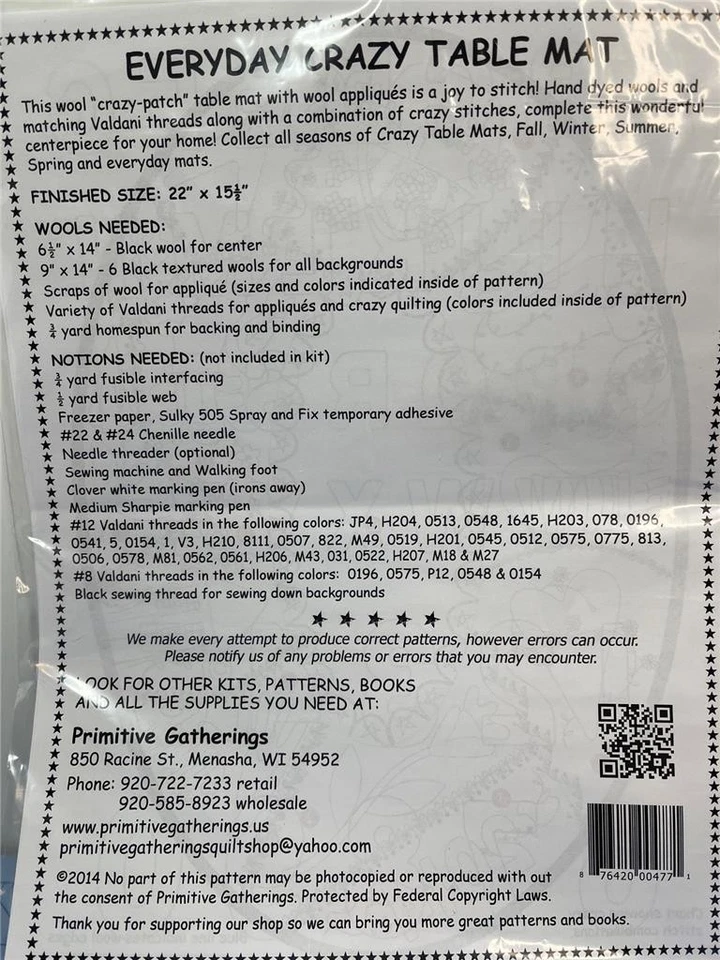 EVERYDAY CRAZY TABLE MAT
This wool "crazy-patch" table mat with wool appliqués is a joy to stitch! Hand dyed wools and
matching Valdani threads along with a combination of crazy stitches, complete this wonderful
centerpiece for your home! Collect all seasons of Crazy Table Mats, Fall, Winter, Summer,
Spring and everyday mats.
FINISHED SIZE: 22" x 15½"
WOOLS NEEDED:
6½" x 14" - Black wool for center
9" x 14" - 6 Black textured wools for all backgrounds
Scraps of wool for appliqué (sizes and colors indicated inside of pattern)
Variety of Valdani threads for appliqués and crazy quilting (colors included inside of pattern)
¾ yard homespun for backing and binding
NOTIONS NEEDED: (not included in kit)
¾ yard fusible interfacing
½ yard fusible web
Freezer paper, Sulky 505 Spray and Fix temporary adhesive
#22 & #24 Chenille needle
Needle threader (optional)
Sewing machine and Walking foot
Clover white marking pen (irons away)
Medium Sharpie marking pen
#12 Valdani threads in the following colors: JP4, H204, 0513, 0548, 1645, H203, 078, 0196,
0541, 5, 0154, 1, V3, H210, 8111, 0507, 822, M49, 0519, H201, 0545, 0512, 0575, 0775, 813,
0506, 0578, M81, 0562, 0561, H206, M43, 031, 0522, H207, M18 & M27
#8 Valdani threads in the following colors: 0196, 0575, P12, 0548 & 0154
Black sewing thread for sewing down backgrounds
We make every attempt to produce correct patterns, however errors can occur.
Please notify us of any problems or errors that you may encounter.
LOOK FOR OTHER KITS, PATTERNS, BOOKS
AND ALL THE SUPPLIES YOU NEED AT:
Primitive Gatherings
850 Racine St., Menasha, WI 54952
Phone: 920-722-7233 retail
920-585-8923 wholesale
www.primitivegatherings.us
primitivegatheringsquiltshop@yahoo.com
8 76420 00477 1
©2014 No part of this pattern may be photocopied or reproduced with out
the consent of Primitive Gatherings. Protected by Federal Copyright Laws.
Thank you for supporting our shop so we can bring you more great patterns and books.